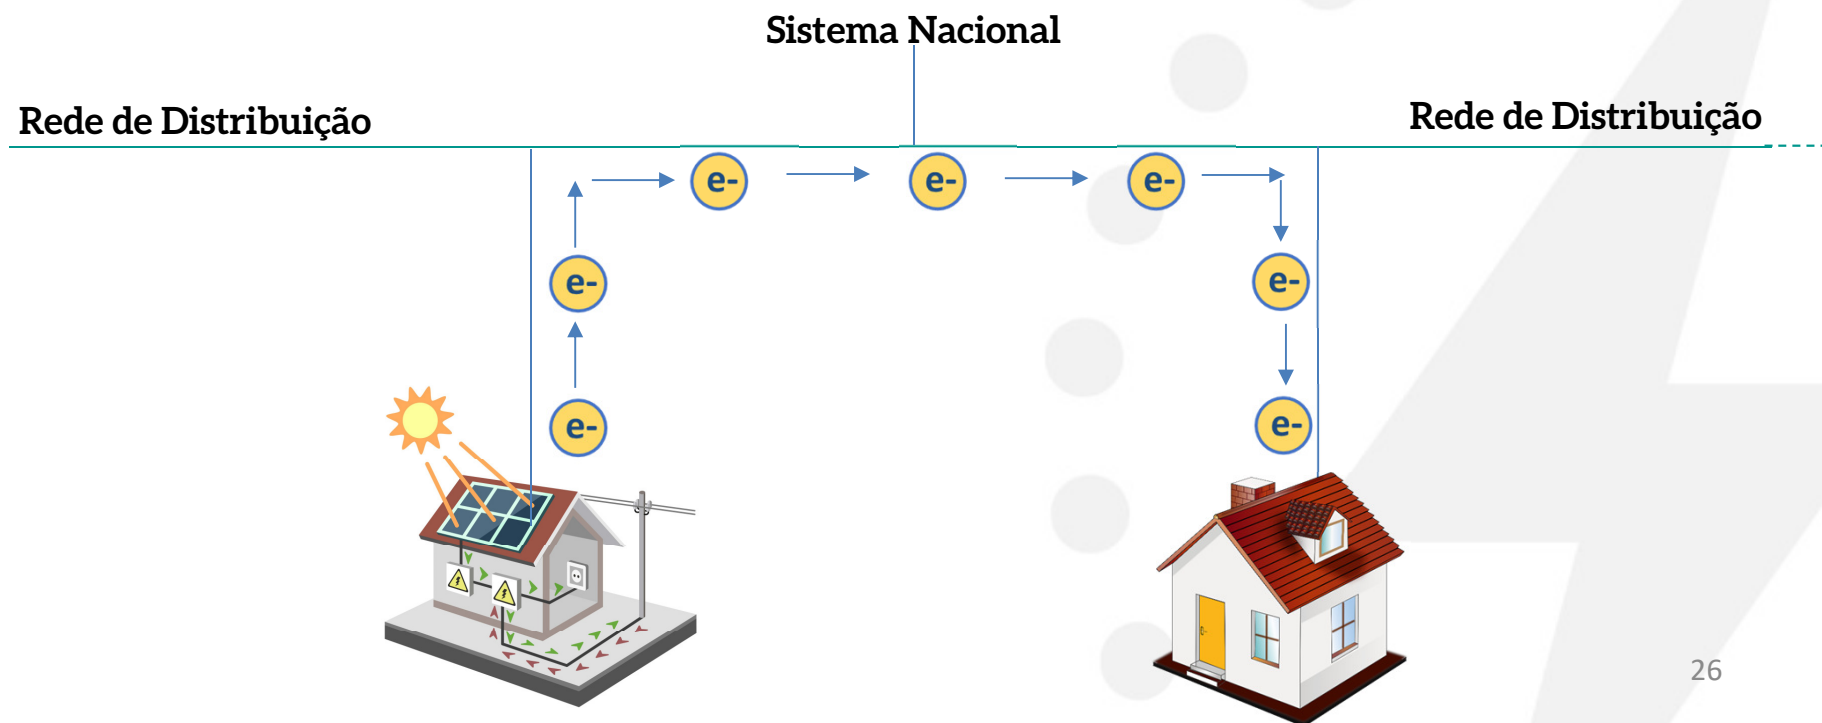 Sistema Nacional
Rede de Distribuição
Rede de Distribuição
e-
e-
e-
e-
e-
e-
e-
26